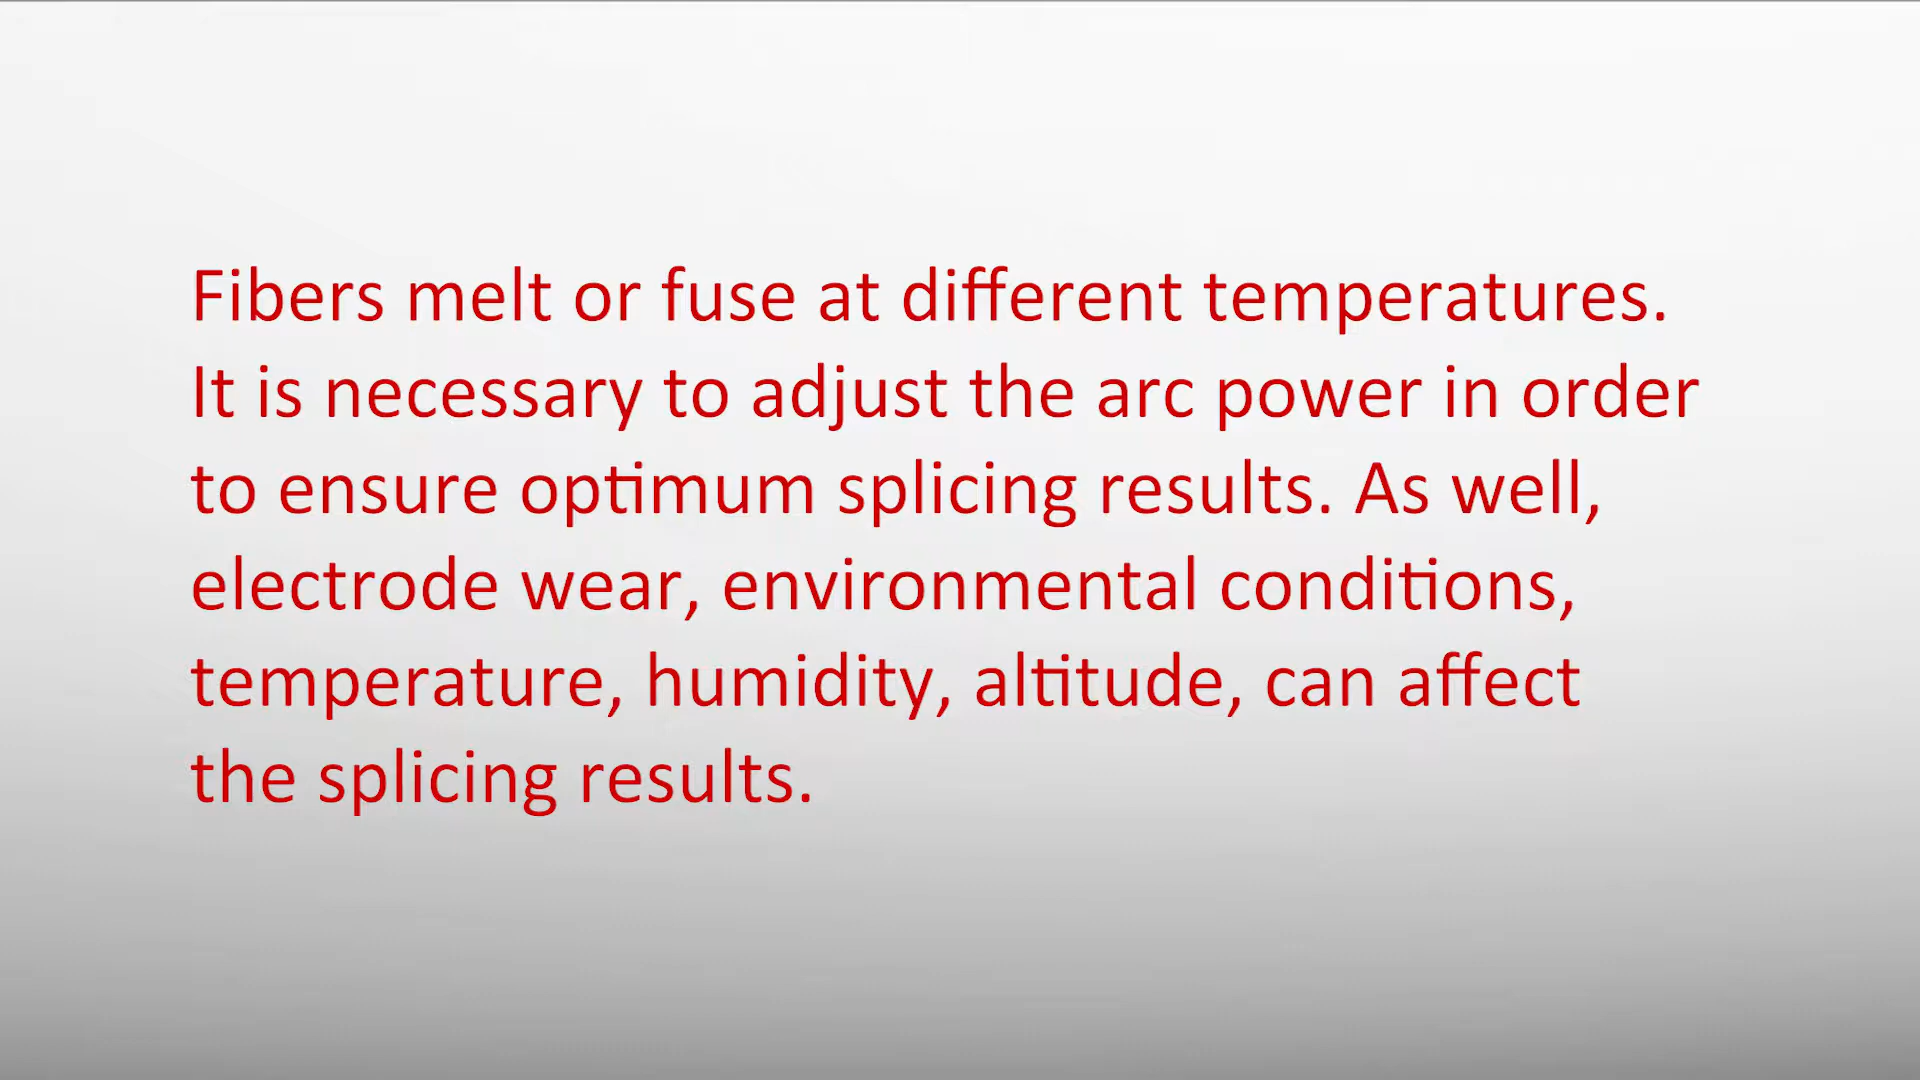 Fibers melt or fuse at different temperatures.
It is necessary to adjust the arc power in order
to ensure optimum splicing results. As well,
electrode wear, environmental conditions,
temperature, humidity, altitude, can affect
the splicing results.